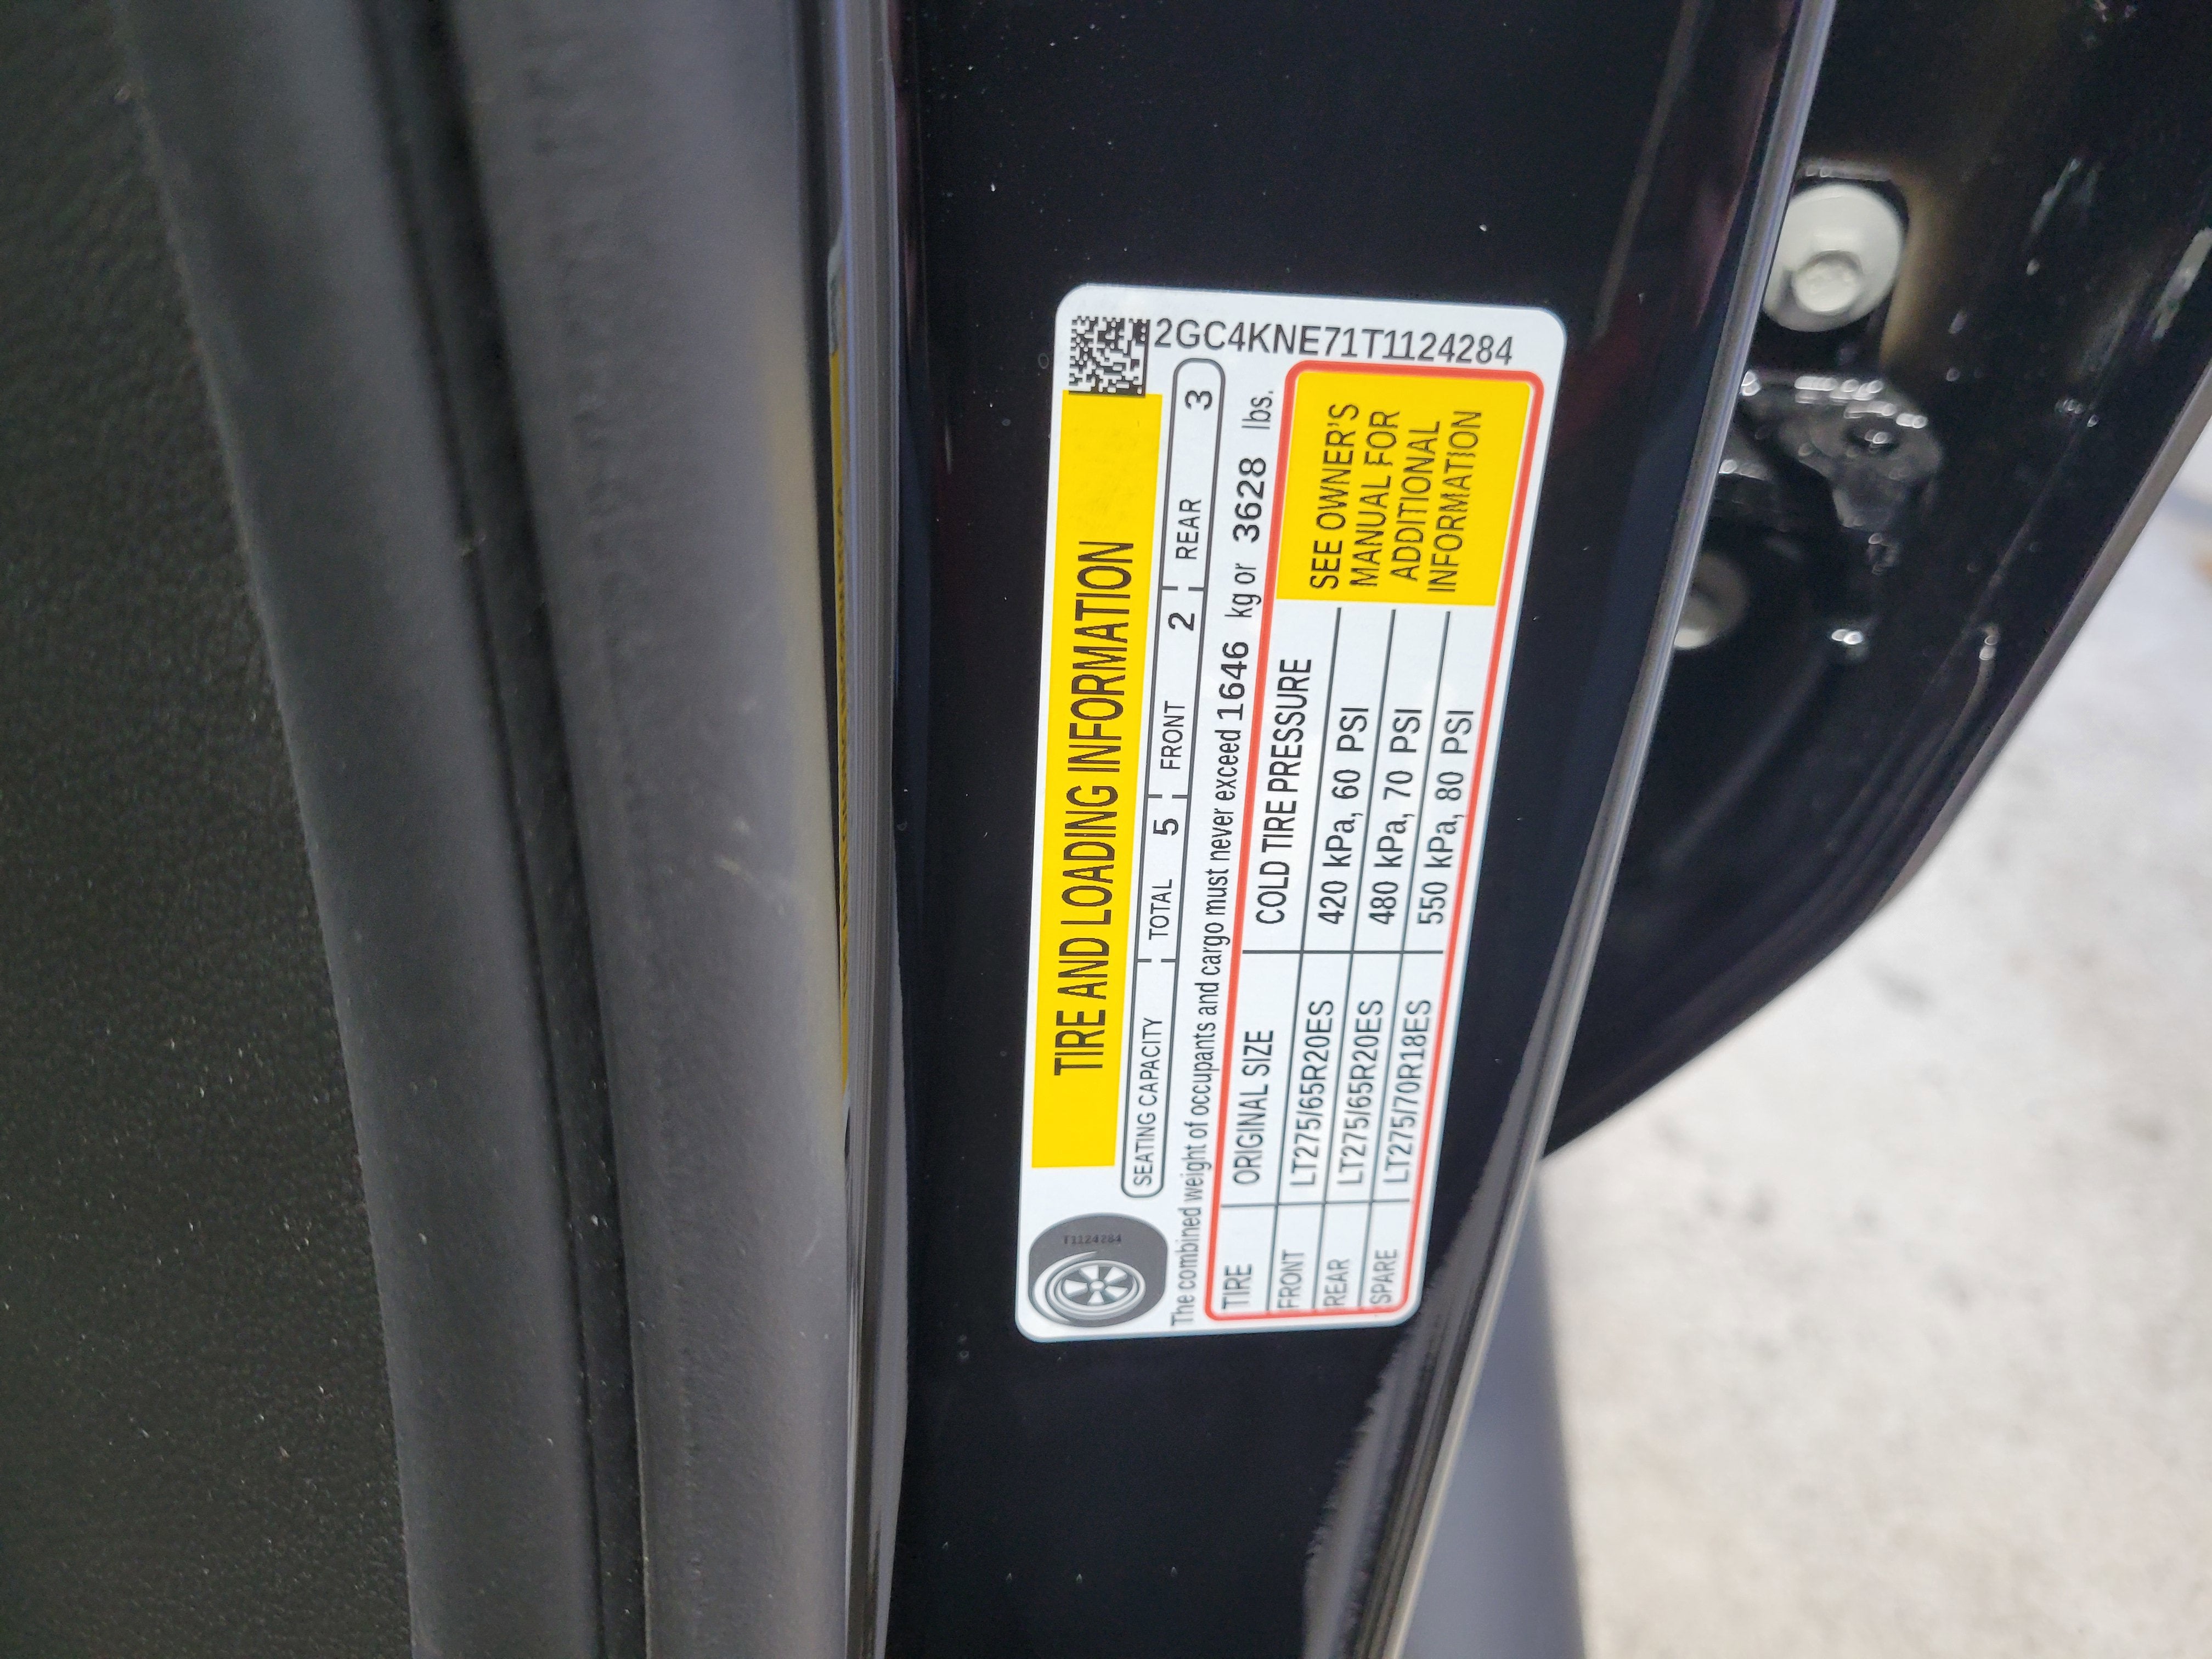 TIRE AND LOADING INFORMATION
2GC4KNE71T1124284
T1124284
SEATING CAPACITY TOTAL 5 FRONT 2 REAR 3
The combined weight of occupants and cargo must never exceed 1646 kg or 3628 lbs.
TIRE ORIGINAL SIZE COLD TIRE PRESSURE
FRONT LT275/65R20ES 420 kPa, 60 PSI
REAR LT275/65R20ES 480 kPa, 70 PSI
SPARE LT275/70R18ES 550 kPa, 80 PSI
SEE OWNER'S
MANUAL FOR
ADDITIONAL
INFORMATION